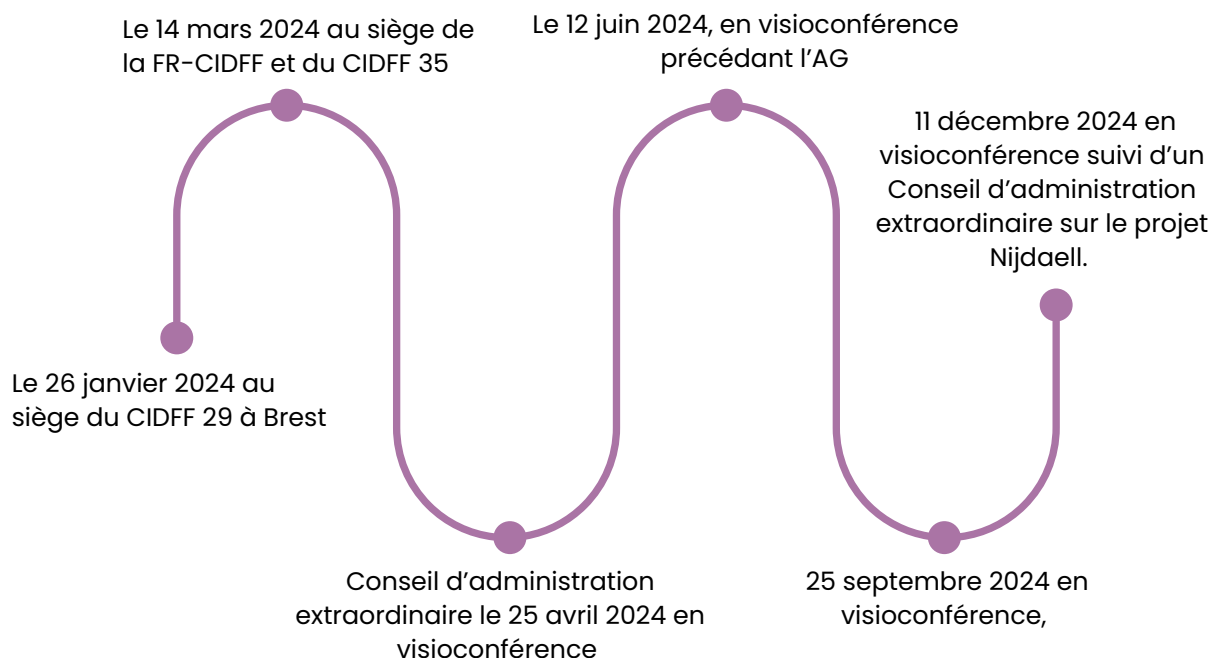 Le 26 janvier 2024 au
siège du CIDFF 29 à Brest
Le 14 mars 2024 au siège de
la FR-CIDFF et du CIDFF 35
Conseil d’administration
extraordinaire le 25 avril 2024 en
visioconférence
Le 12 juin 2024, en visioconférence
précédant l’AG
25 septembre 2024 en
visioconférence,
11 décembre 2024 en
visioconférence suivi d’un
Conseil d’administration
extraordinaire sur le projet
Nijdaell.